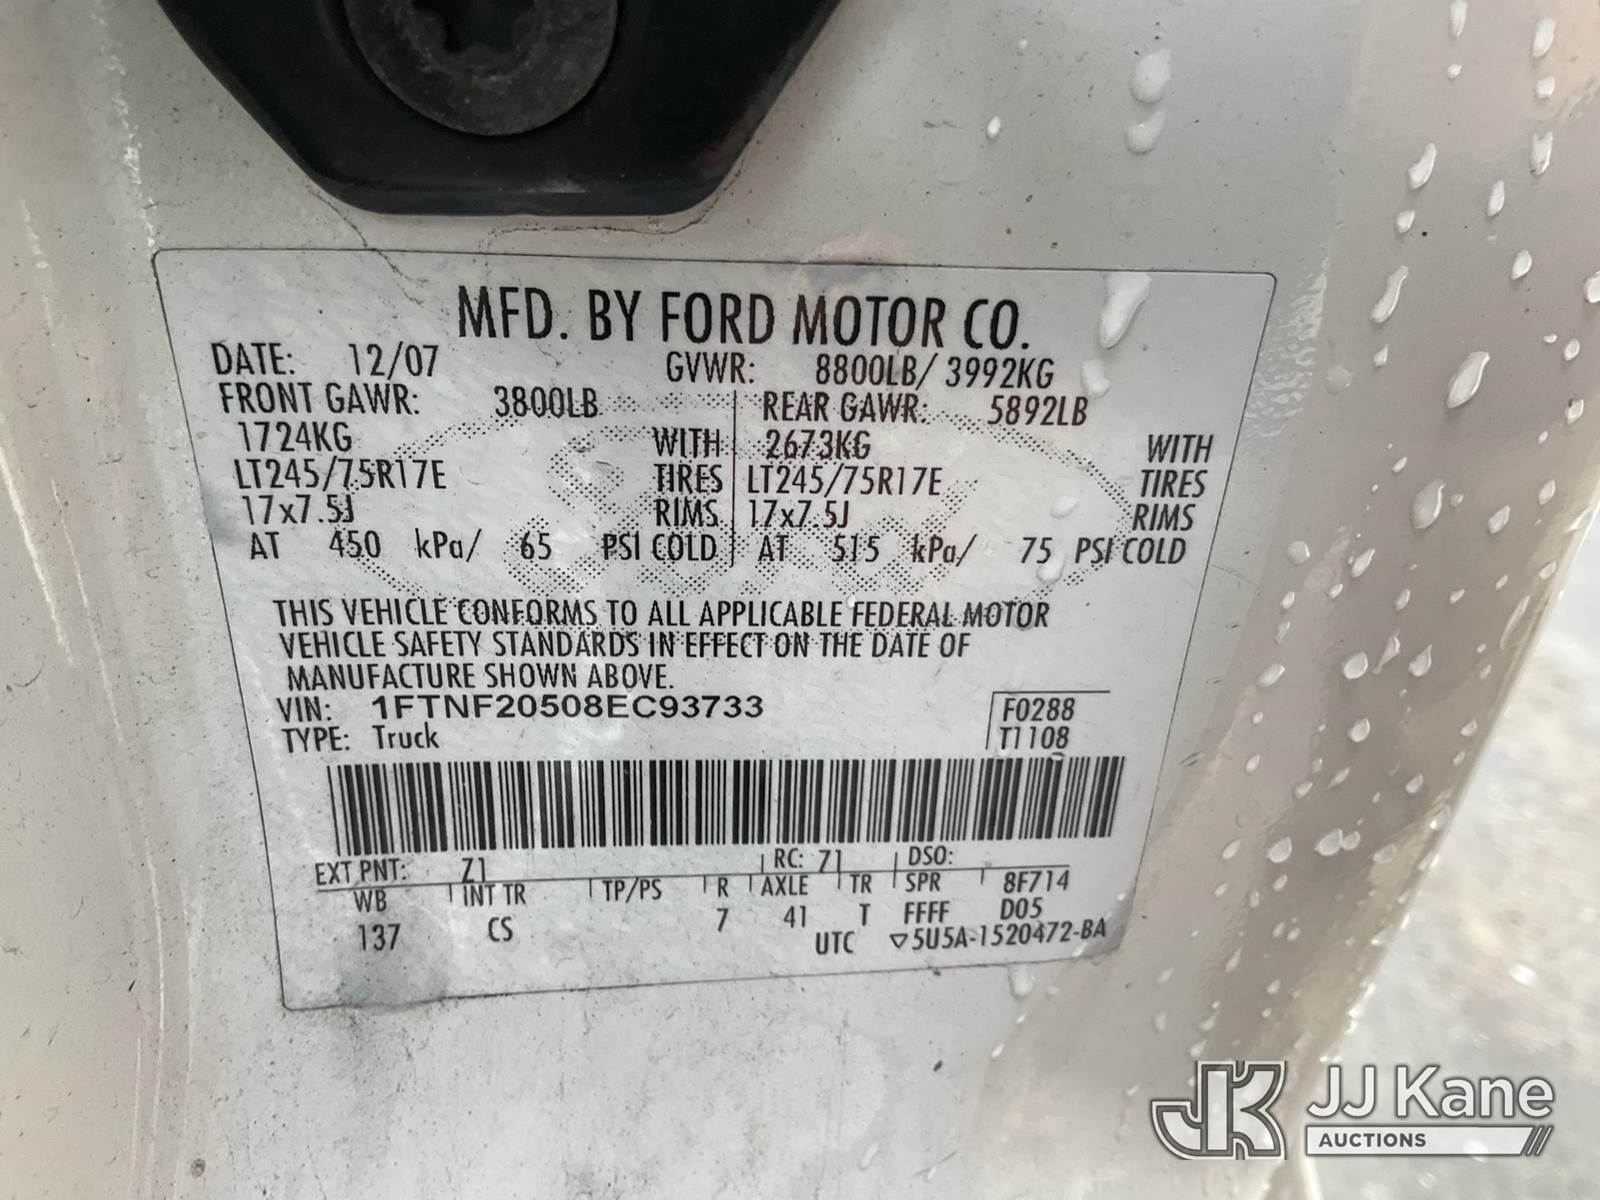 MFD. BY FORD MOTOR CO.
DATE: 12/07 GVWR: 8800LB/ 3992KG
FRONT GAWR: 3800LB REAR GAWR: 5892LB
1724KG WITH 2673KG WITH
LT245/75R17E TIRES LT245/75R17E TIRES
17x7.5J RIMS 17x7.5J RIMS
AT 450 kPa/ 65 PSI COLD AT 515 kPa/ 75 PSI COLD
THIS VEHICLE CONFORMS TO ALL APPLICABLE FEDERAL MOTOR
VEHICLE SAFETY STANDARDS IN EFFECT ON THE DATE OF
MANUFACTURE SHOWN ABOVE.
VIN: 1FTNF20508EC93733 F0288
TYPE: Truck T1108
EXT PNT: Z1 RC: 71 DSO:
WB INT TR TP/PS R AXLE TR SPR 8F714
137 CS 7 41 T FFFF D05
UTC ▽5U5A-1520472-BA
JK JJ Kane
AUCTIONS